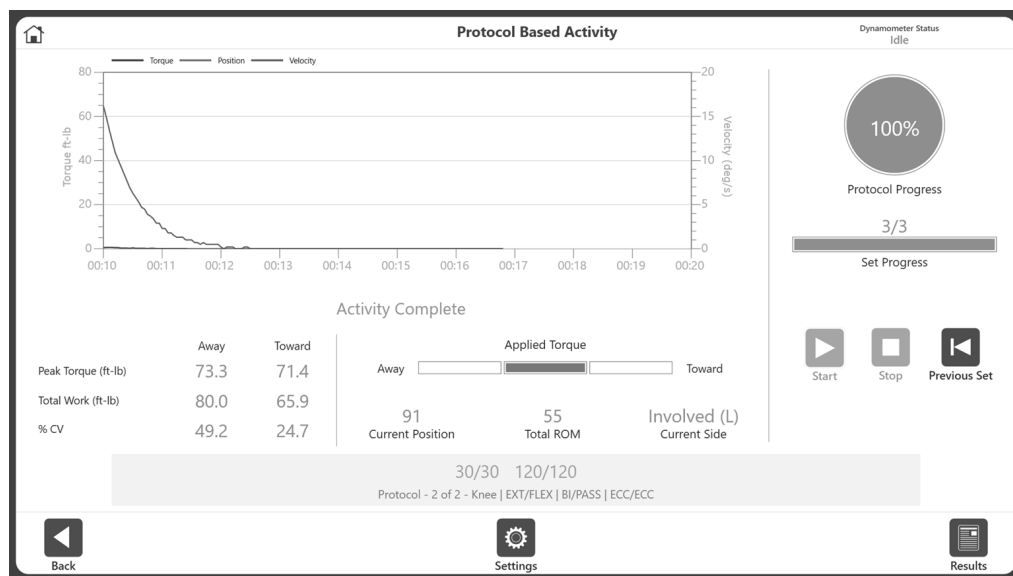 Protocol Based Activity
Dynamometer Status
Idle
Torque Position Velocity
80
60
40
20
0
Torque ft-lb
20
15
10
5
0
Velocity (deg/s)
00:10 00:11 00:12 00:13 00:14 00:15 00:16 00:17 00:18 00:19 00:20
100%
Protocol Progress
3/3
Set Progress
Activity Complete
Away Toward
Peak Torque (ft-lb) 73.3 71.4
Total Work (ft-lb) 80.0 65.9
% CV 49.2 24.7
Applied Torque
Away Toward
91 55 Involved (L)
Current Position Total ROM Current Side
Start Stop Previous Set
30/30 120/120
Protocol - 2 of 2 - Knee | EXT/FLEX | BI/PASS | ECC/ECC
Back Settings Results